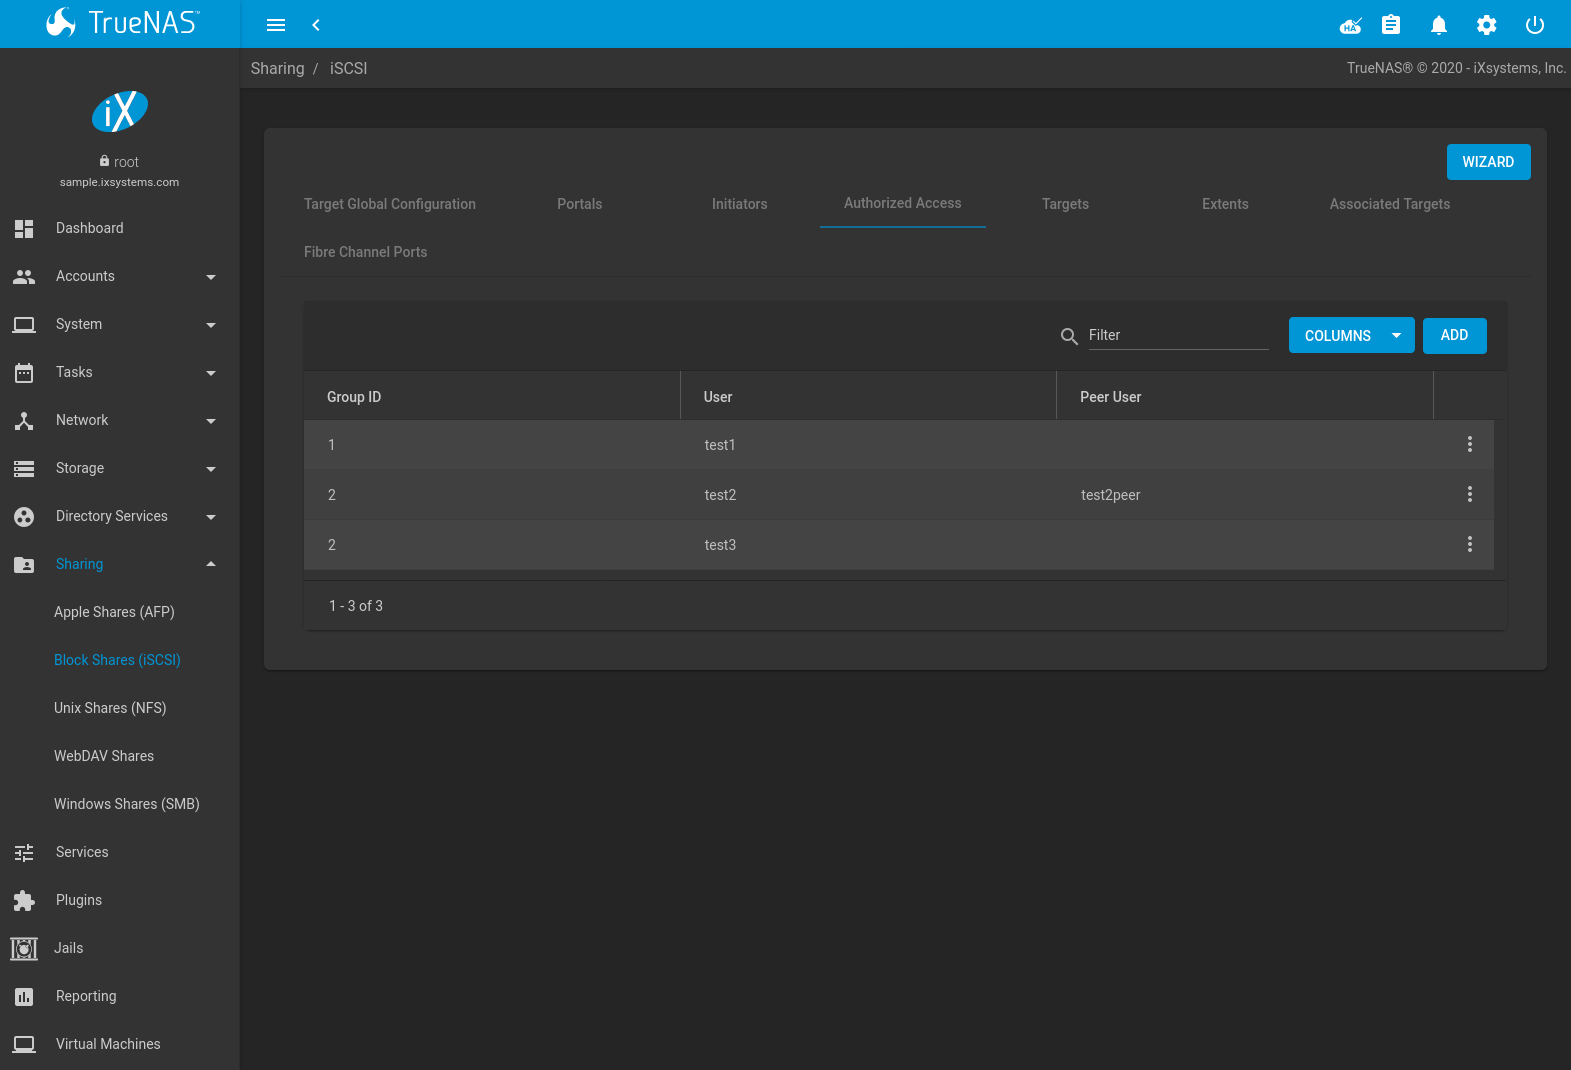 TrueNAS™
HA
Sharing / iSCSI
TrueNAS® © 2020 - iXsystems, Inc.
iX
root
sample.ixsystems.com
Dashboard
Accounts
System
Tasks
Network
Storage
Directory Services
Sharing
Apple Shares (AFP)
Block Shares (iSCSI)
Unix Shares (NFS)
WebDAV Shares
Windows Shares (SMB)
Services
Plugins
Jails
Reporting
Virtual Machines
WIZARD
Target Global Configuration Portals Initiators Authorized Access Targets Extents Associated Targets
Fibre Channel Ports
Filter COLUMNS ADD
Group ID User Peer User
1 test1
2 test2 test2peer
2 test3
1 - 3 of 3